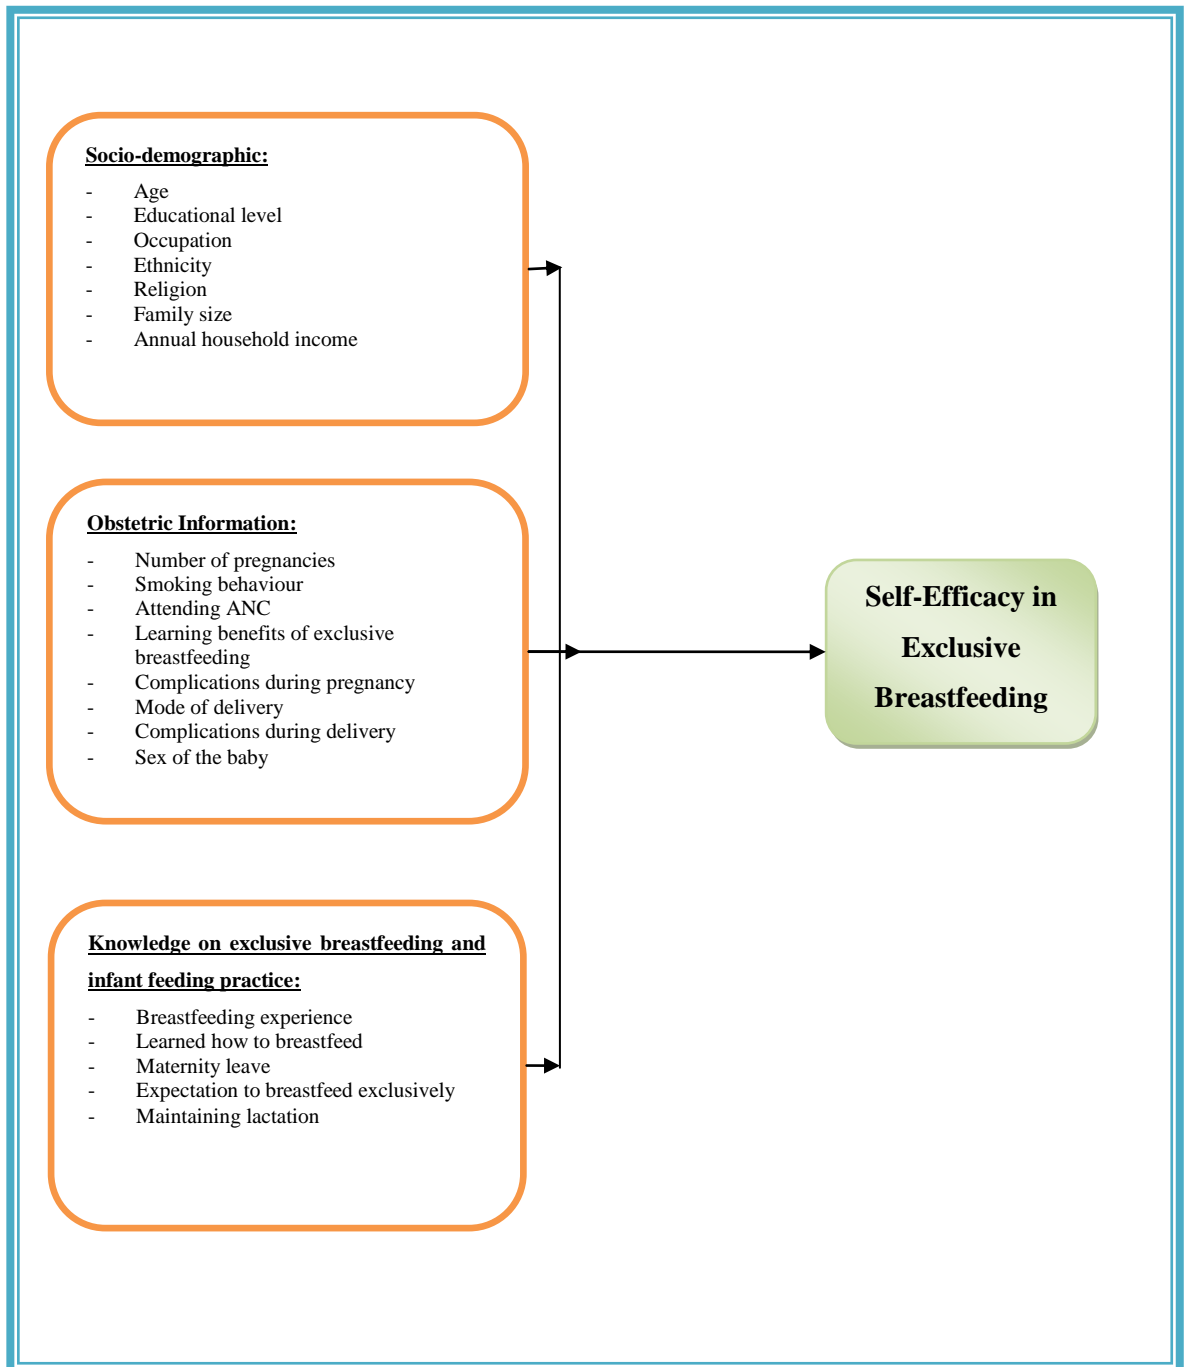 Socio-demographic:
- Age
- Educational level
- Occupation
- Ethnicity
- Religion
- Family size
- Annual household income
Obstetric Information:
- Number of pregnancies
- Smoking behaviour
- Attending ANC
- Learning benefits of exclusive
breastfeeding
- Complications during pregnancy
- Mode of delivery
- Complications during delivery
- Sex of the baby
Self-Efficacy in
Exclusive
Breastfeeding
Knowledge on exclusive breastfeeding and
infant feeding practice:
- Breastfeeding experience
- Learned how to breastfeed
- Maternity leave
- Expectation to breastfeed exclusively
- Maintaining lactation